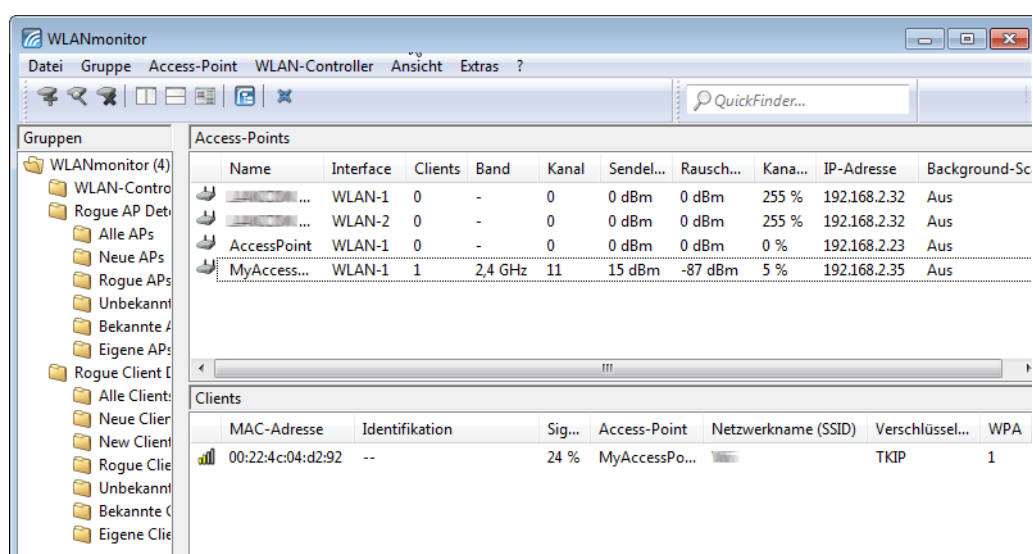 WLANmonitor
Datei Gruppe Access-Point WLAN-Controller Ansicht Extras ?
QuickFinder...
Gruppen
WLANmonitor (4)
WLAN-Contro
Rogue AP Dete
Alle APs
Neue APs
Rogue APs
Unbekannt
Bekannte A
Eigene APs
Rogue Client D
Alle Clients
Neue Clier
New Client
Rogue Clie
Unbekannt
Bekannte C
Eigene Clie
Access-Points
Name Interface Clients Band Kanal Sendel... Rausch... Kana... IP-Adresse Background-Sc
... WLAN-1 0 - 0 0 dBm 0 dBm 255 % 192.168.2.32 Aus
... WLAN-2 0 - 0 0 dBm 0 dBm 255 % 192.168.2.32 Aus
AccessPoint WLAN-1 0 - 0 0 dBm 0 dBm 0 % 192.168.2.23 Aus
MyAccess... WLAN-1 1 2,4 GHz 11 15 dBm -87 dBm 5 % 192.168.2.35 Aus
Clients
MAC-Adresse Identifikation Sig... Access-Point Netzwerkname (SSID) Verschlüssel... WPA
00:22:4c:04:d2:92 -- 24 % MyAccessPo... TKIP 1